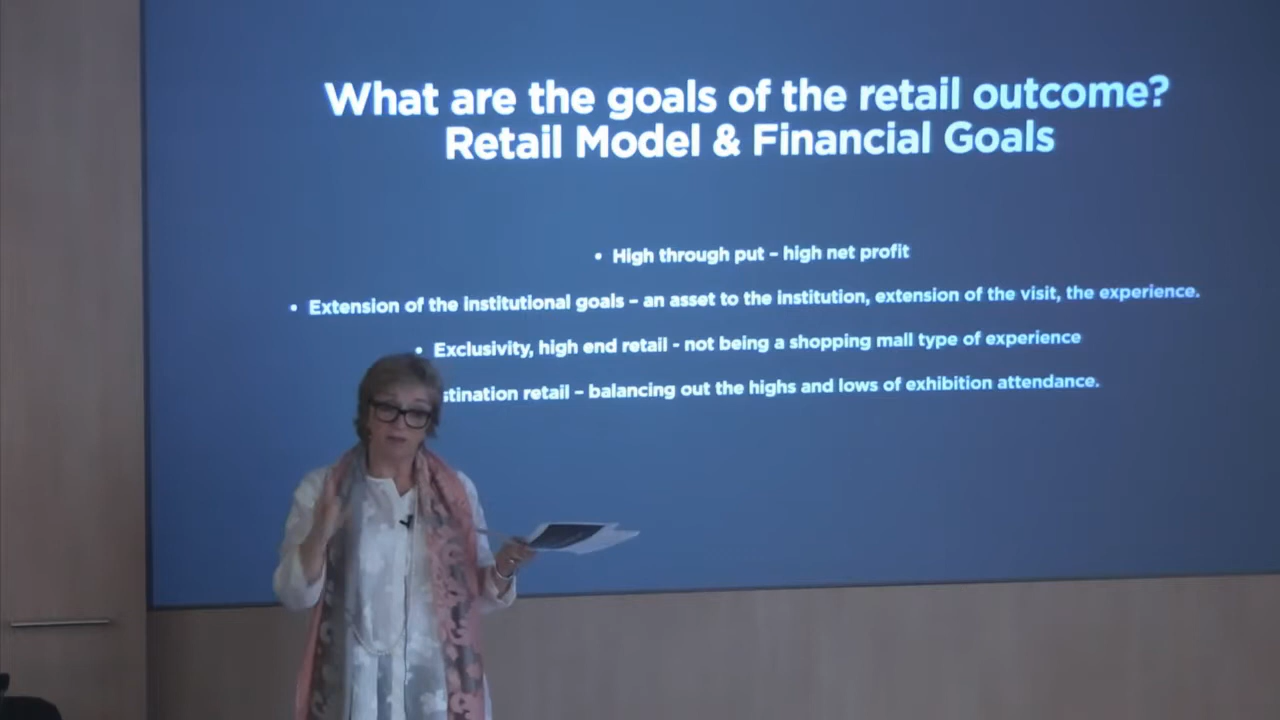 What are the goals of the retail outcome?
Retail Model & Financial Goals
• High through put – high net profit
• Extension of the institutional goals – an asset to the institution, extension of the visit, the experience.
• Exclusivity, high end retail - not being a shopping mall type of experience
stination retail – balancing out the highs and lows of exhibition attendance.